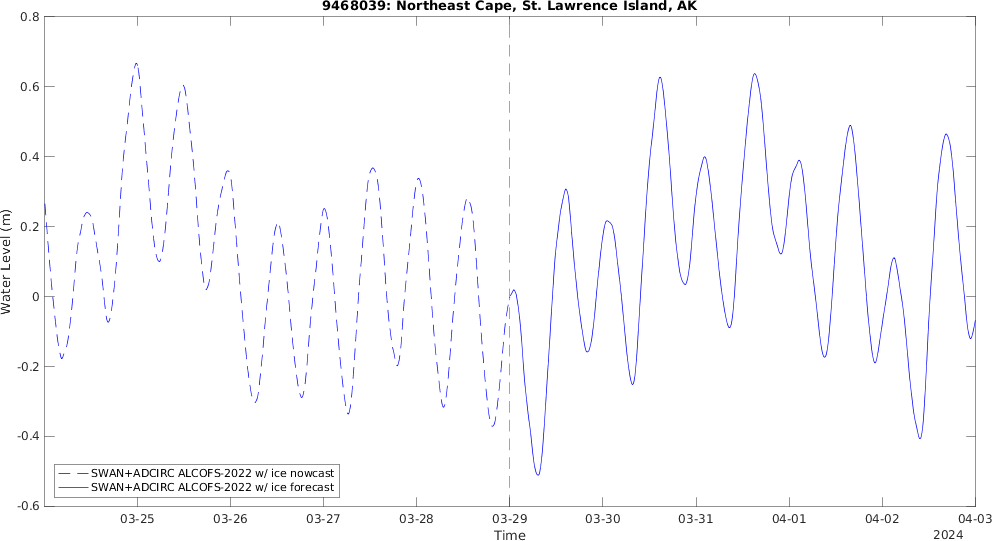 9468039: Northeast Cape, St. Lawrence Island, AK
Water Level (m)
0.8
0.6
0.4
0.2
0
-0.2
-0.4
-0.6
SWAN+ADCIRC ALCOFS-2022 w/ ice nowcast
SWAN+ADCIRC ALCOFS-2022 w/ ice forecast
03-25 03-26 03-27 03-28 03-29 03-30 03-31 04-01 04-02 04-03
Time
2024